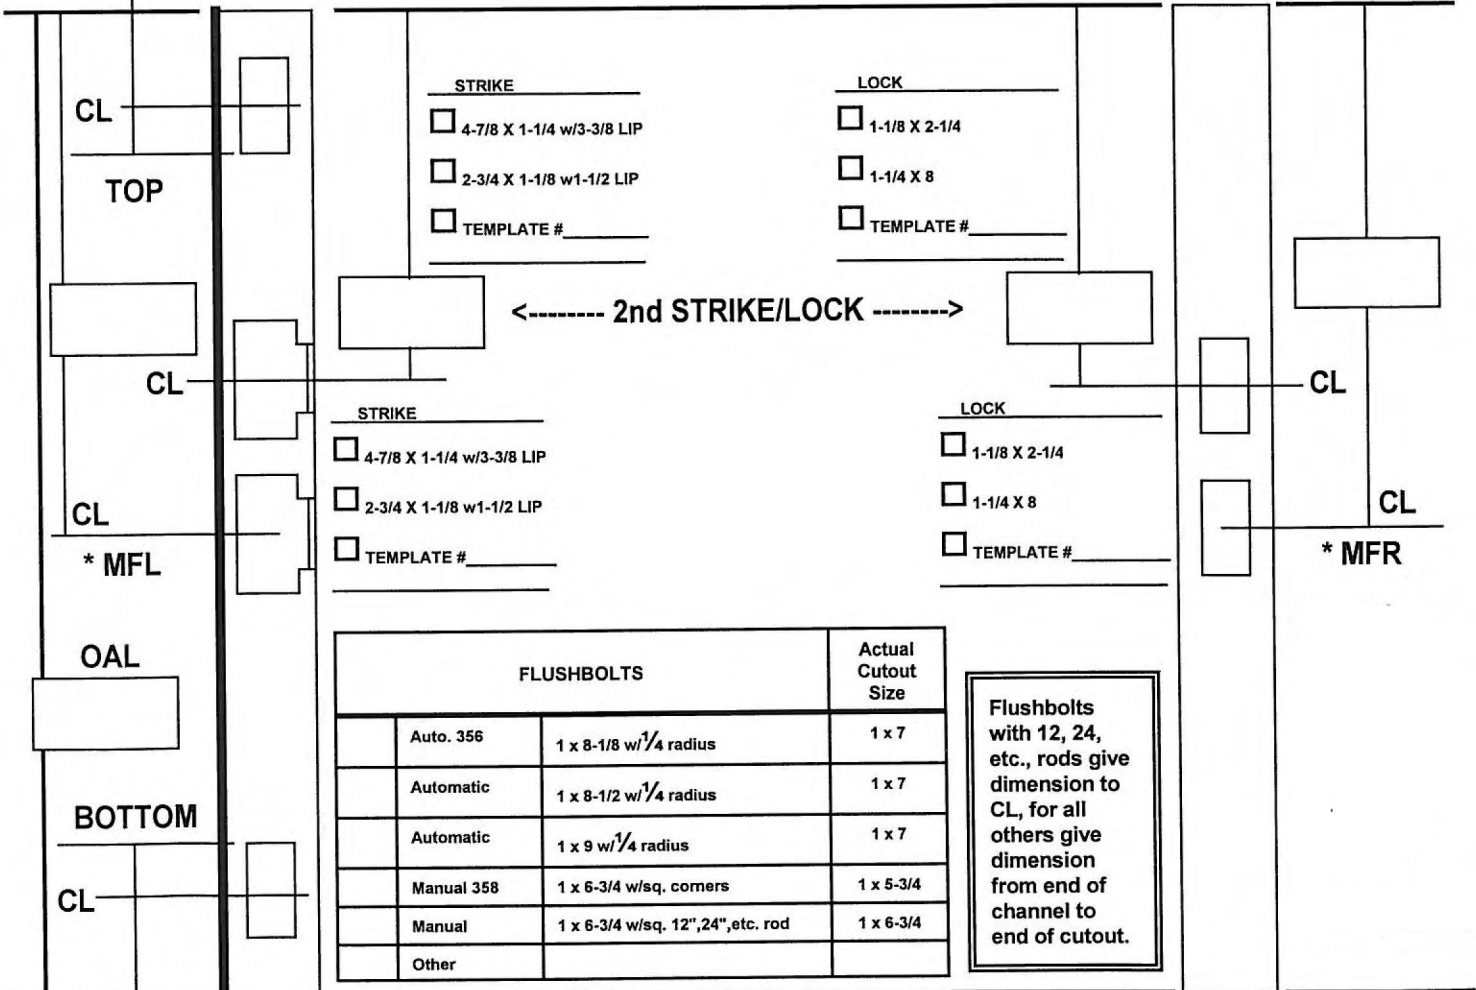 STRIKE
4-7/8 X 1-1/4 w/3-3/8 LIP
2-3/4 X 1-1/8 w1-1/2 LIP
TEMPLATE #_________
LOCK
1-1/8 X 2-1/4
1-1/4 X 8
TEMPLATE #__________
CL
TOP
<-------- 2nd STRIKE/LOCK -------->
CL
CL
STRIKE
4-7/8 X 1-1/4 w/3-3/8 LIP
2-3/4 X 1-1/8 w1-1/2 LIP
TEMPLATE #_________
LOCK
1-1/8 X 2-1/4
1-1/4 X 8
TEMPLATE #__________
CL
* MFL
CL
* MFR
OAL
BOTTOM
CL
FLUSHBOLTS
Actual
Cutout
Size
Auto. 356 1 x 8-1/8 w/1/4 radius 1 x 7
Automatic 1 x 8-1/2 w/1/4 radius 1 x 7
Automatic 1 x 9 w/1/4 radius 1 x 7
Manual 358 1 x 6-3/4 w/sq. corners 1 x 5-3/4
Manual 1 x 6-3/4 w/sq. 12",24",etc. rod 1 x 6-3/4
Other
Flushbolts
with 12, 24,
etc., rods give
dimension to
CL, for all
others give
dimension
from end of
channel to
end of cutout.